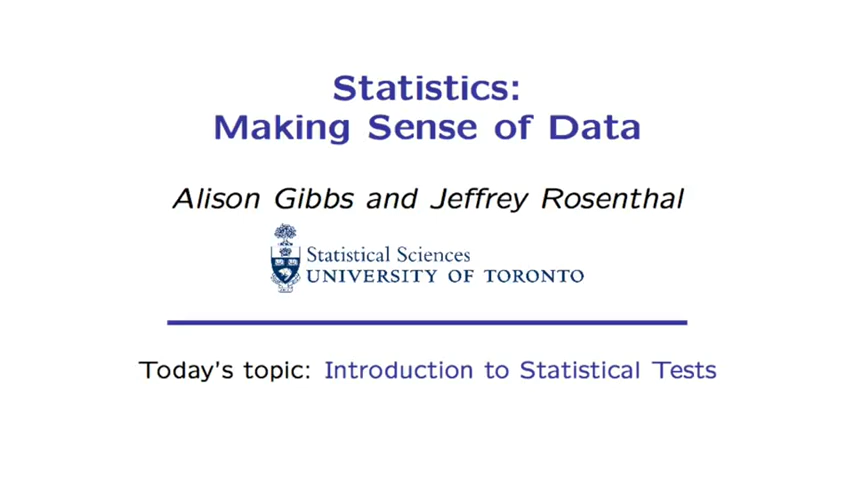 Statistics:
Making Sense of Data
Alison Gibbs and Jeffrey Rosenthal
Statistical Sciences
UNIVERSITY OF TORONTO
Today's topic: Introduction to Statistical Tests